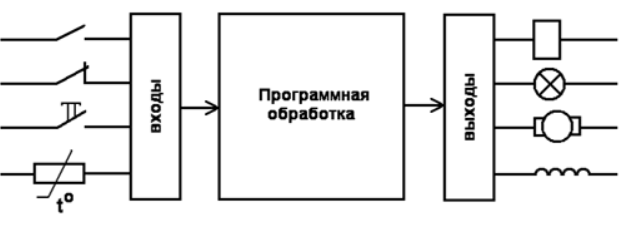 входы
Программная
обработка
выходы
t°